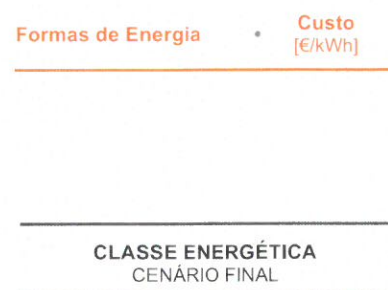 Formas de Energia • Custo
[€/kWh]
CLASSE ENERGÉTICA
CENÁRIO FINAL